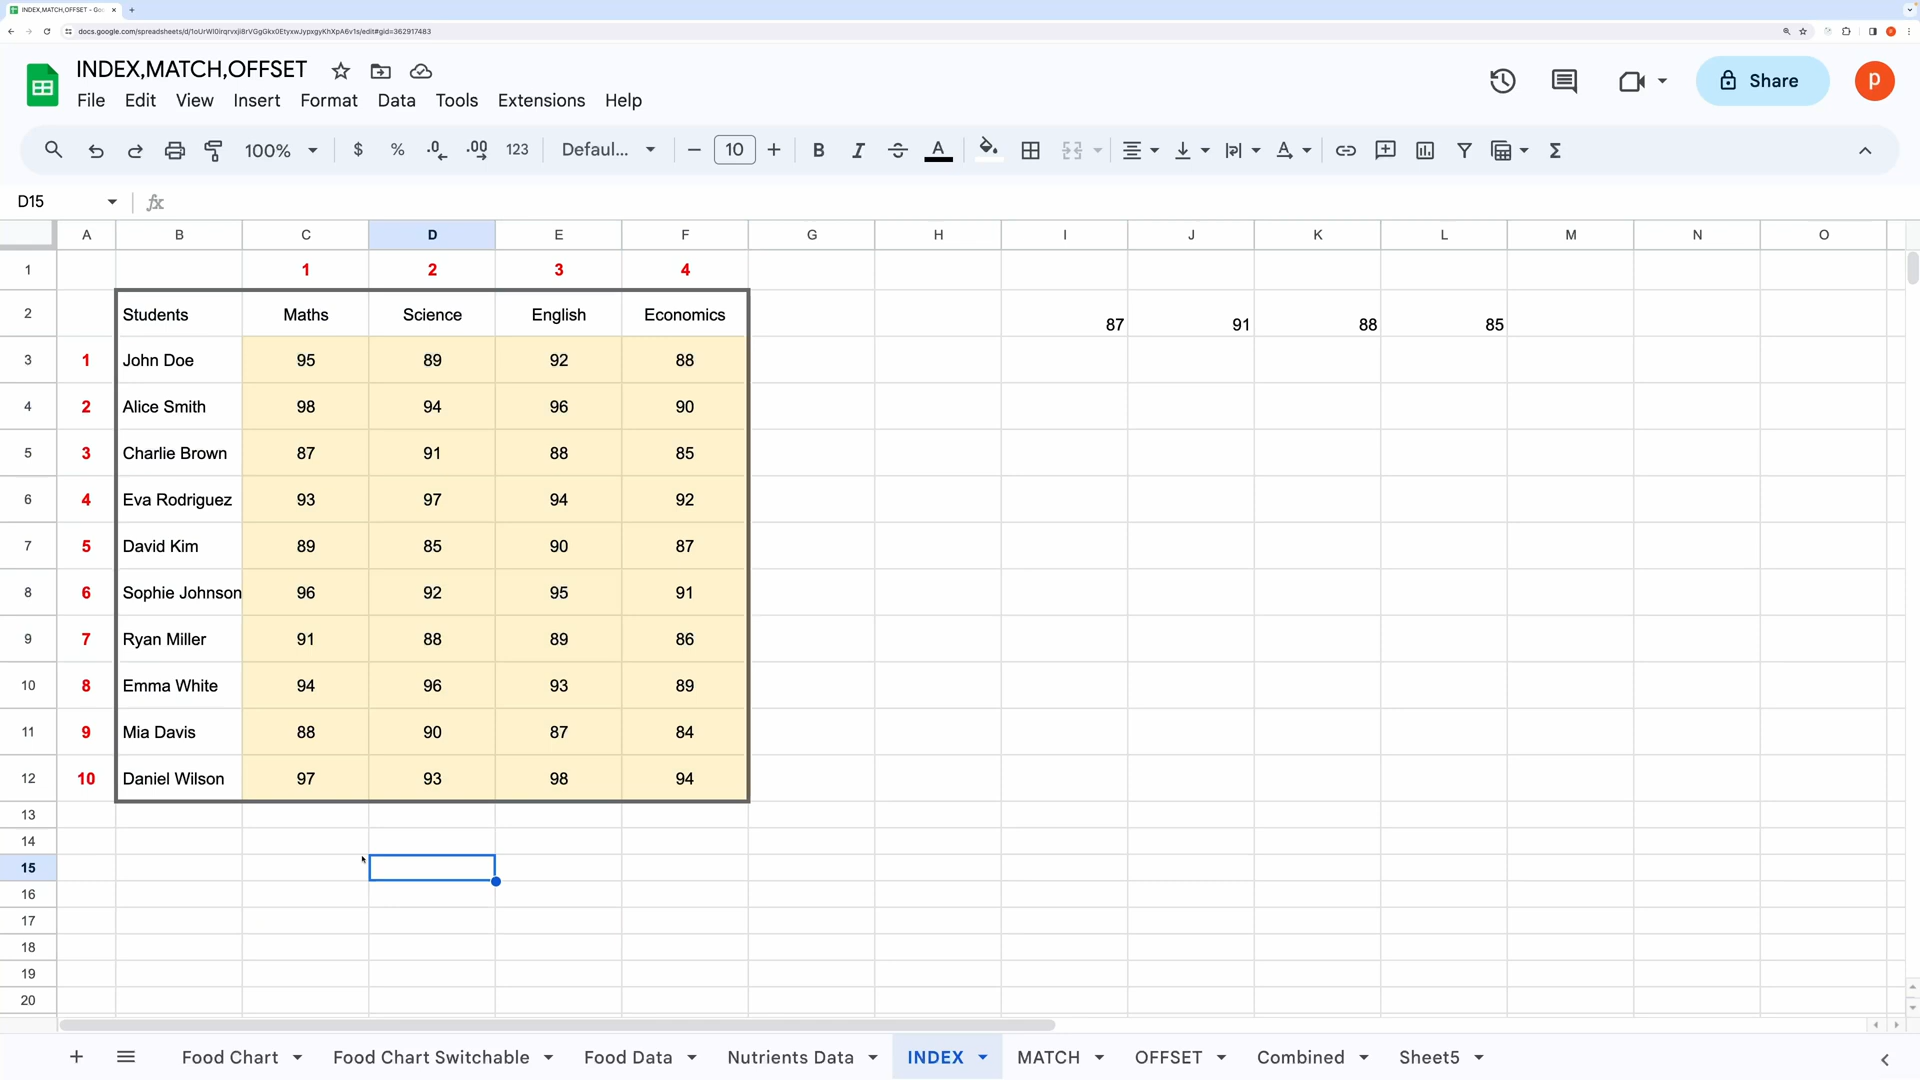 INDEX,MATCH,OFFSET - Goo
docs.google.com/spreadsheets/d/
INDEX,MATCH,OFFSET
Share
p
File Edit View Insert Format Data Tools Extensions Help
100% $ % .0 .00 123 Defaul... 10 B I A Σ
D15 fx
A B C D E F G H I J K L M N O
1 1 2 3 4
2 Students Maths Science English Economics 87 91 88 85
3 1 John Doe 95 89 92 88
4 2 Alice Smith 98 94 96 90
5 3 Charlie Brown 87 91 88 85
6 4 Eva Rodriguez 93 97 94 92
7 5 David Kim 89 85 90 87
8 6 Sophie Johnson 96 92 95 91
9 7 Ryan Miller 91 88 89 86
10 8 Emma White 94 96 93 89
11 9 Mia Davis 88 90 87 84
12 10 Daniel Wilson 97 93 98 94
13
14
15
16
17
18
19
20
Food Chart Food Chart Switchable Food Data Nutrients Data INDEX MATCH OFFSET Combined Sheet5